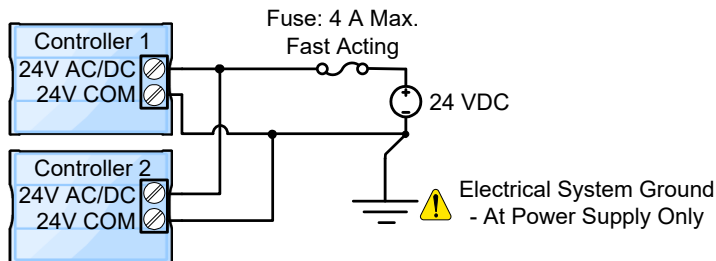 Fuse: 4 A Max.
Fast Acting
Controller 1
24V AC/DC
24V COM
+
-
24 VDC
Controller 2
24V AC/DC
24V COM
!
Electrical System Ground
- At Power Supply Only